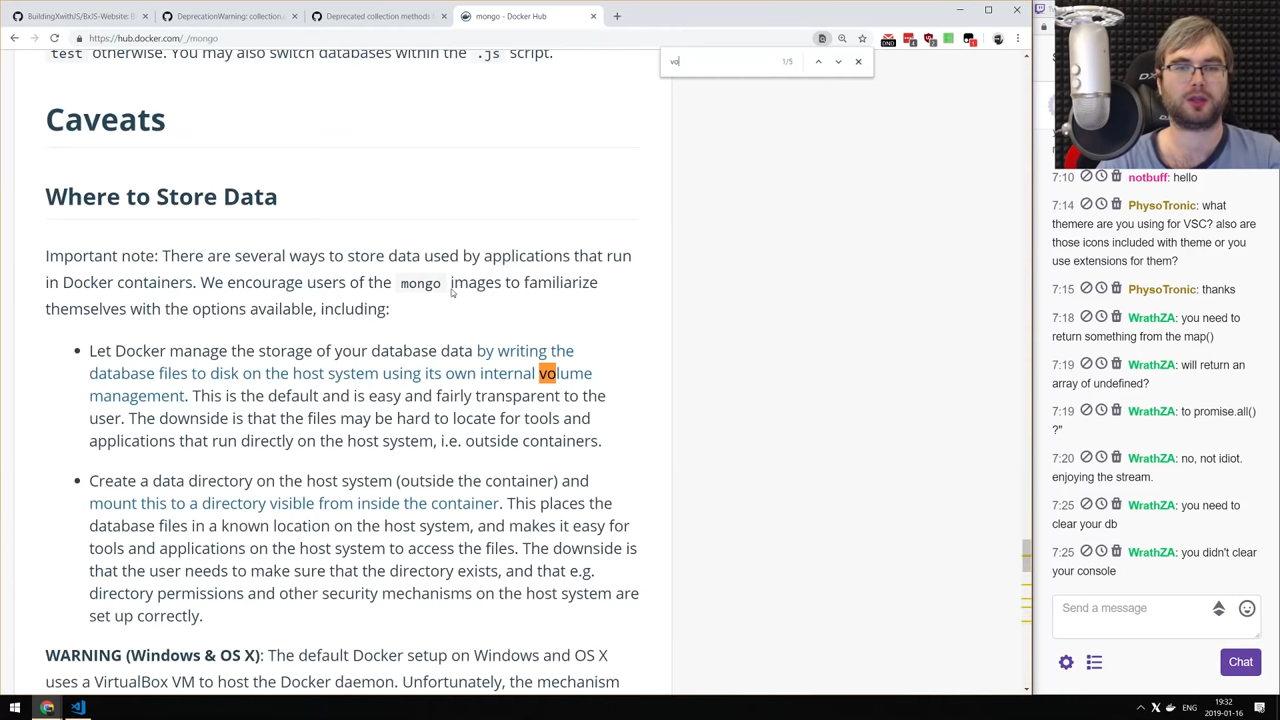 BuildingXwithJS/BxJS-Website: B
DeprecationWarning: collection.
Deprecated collection methods
mongo - Docker Hub
https://hub.docker.com/_/mongo
vo
1/5
test otherwise. You may also switch databases within the .js script.
Caveats
Where to Store Data
Important note: There are several ways to store data used by applications that run
in Docker containers. We encourage users of the mongo images to familiarize
themselves with the options available, including:
Let Docker manage the storage of your database data by writing the
database files to disk on the host system using its own internal volume
management. This is the default and is easy and fairly transparent to the
user. The downside is that the files may be hard to locate for tools and
applications that run directly on the host system, i.e. outside containers.
Create a data directory on the host system (outside the container) and
mount this to a directory visible from inside the container. This places the
database files in a known location on the host system, and makes it easy for
tools and applications on the host system to access the files. The downside is
that the user needs to make sure that the directory exists, and that e.g.
directory permissions and other security mechanisms on the host system are
set up correctly.
WARNING (Windows & OS X): The default Docker setup on Windows and OS X
uses a VirtualBox VM to host the Docker daemon. Unfortunately, the mechanism
7:10 notbuff: hello
7:14 PhysoTronic: what
themere are you using for VSC? also are
those icons included with theme or you
use extensions for them?
7:15 PhysoTronic: thanks
7:18 WrathZA: you need to
return something from the map()
7:19 WrathZA: will return an
array of undefined?
7:19 WrathZA: to promise.all()
?"
7:20 WrathZA: no, not idiot.
enjoying the stream.
7:25 WrathZA: you need to
clear your db
7:25 WrathZA: you didn't clear
your console
Send a message
Chat
ENG
19:32
2019-01-16